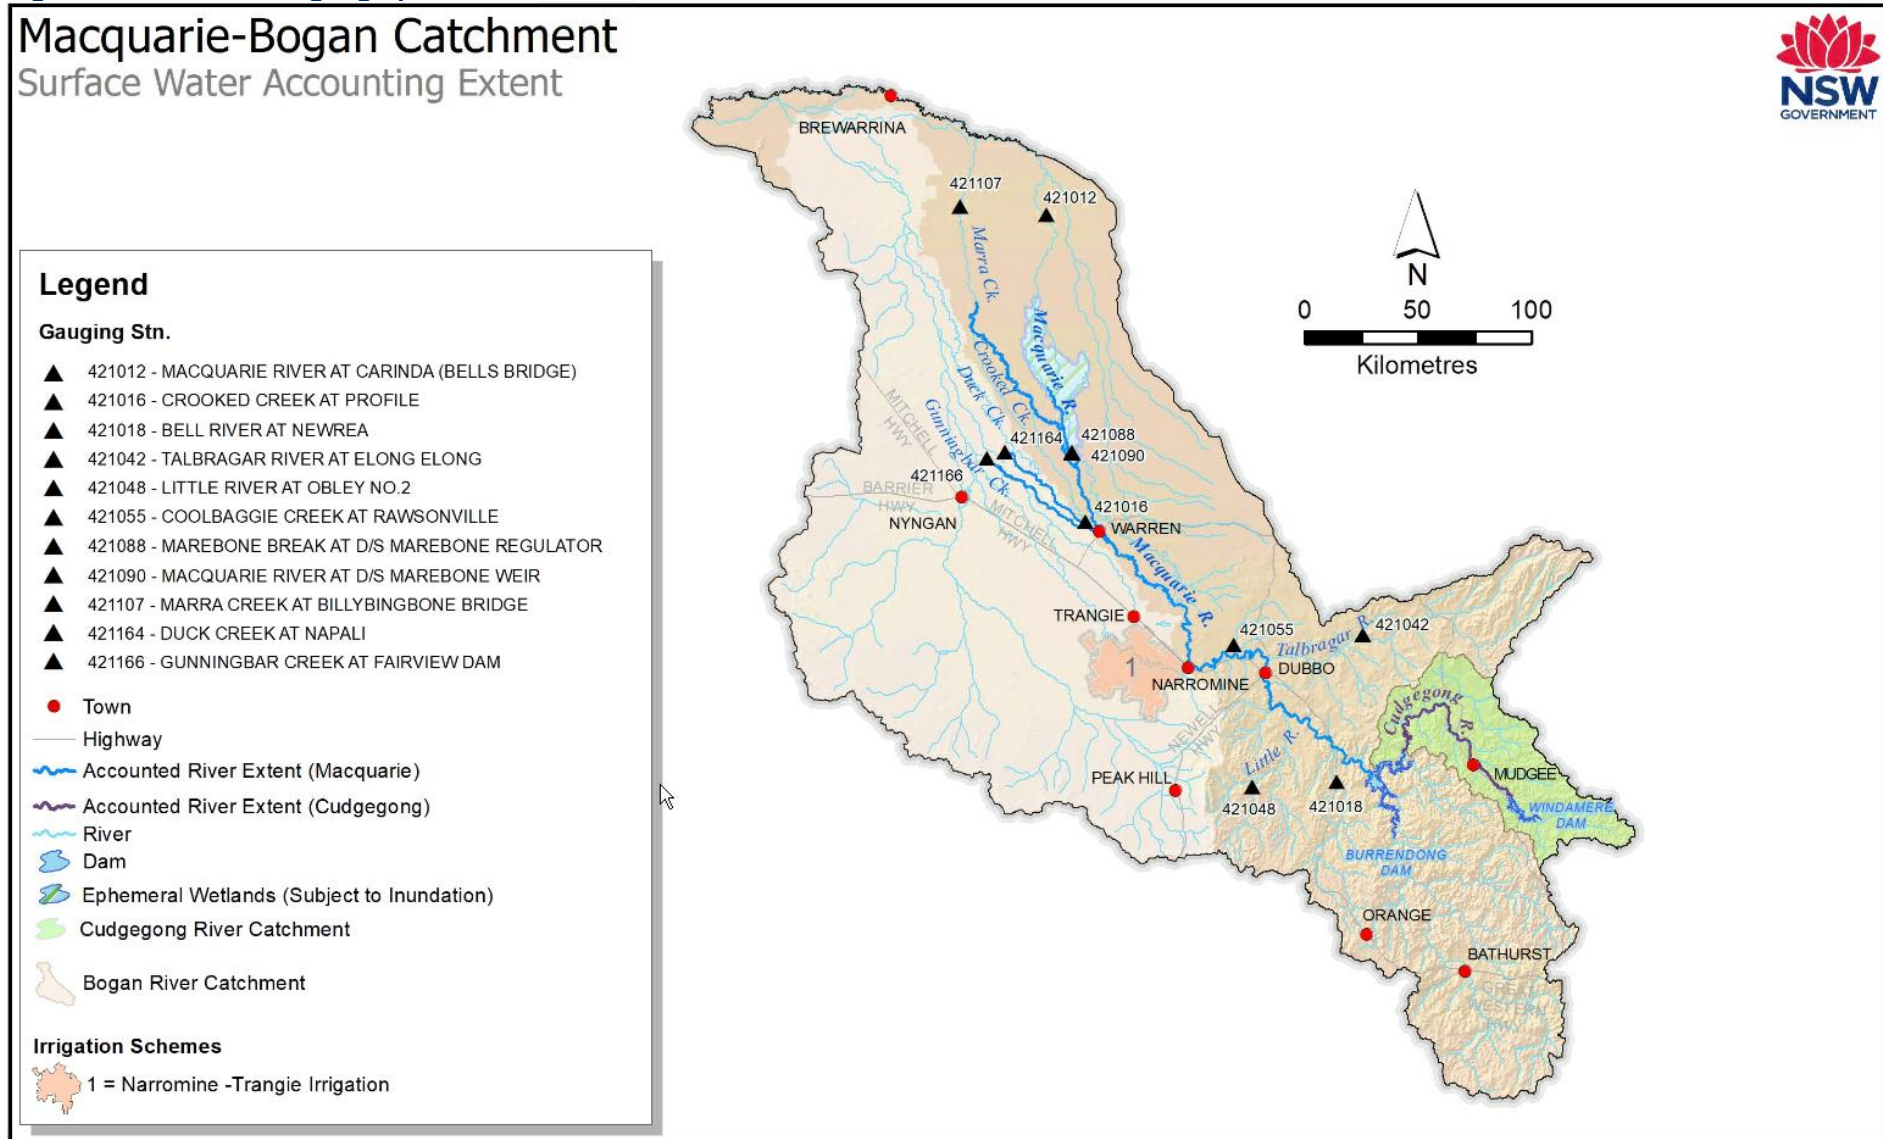 Macquarie-Bogan Catchment
Surface Water Accounting Extent
NSW
GOVERNMENT
Legend
Gauging Stn.
421012 - MACQUARIE RIVER AT CARINDA (BELLS BRIDGE)
421016 - CROOKED CREEK AT PROFILE
421018 - BELL RIVER AT NEWREA
421042 - TALBRAGAR RIVER AT ELONG ELONG
421048 - LITTLE RIVER AT OBLEY NO.2
421055 - COOLBAGGIE CREEK AT RAWSONVILLE
421088 - MAREBONE BREAK AT D/S MAREBONE REGULATOR
421090 - MACQUARIE RIVER AT D/S MAREBONE WEIR
421107 - MARRA CREEK AT BILLYBINGBONE BRIDGE
421164 - DUCK CREEK AT NAPALI
421166 - GUNNINGBAR CREEK AT FAIRVIEW DAM
Town
Highway
Accounted River Extent (Macquarie)
Accounted River Extent (Cudgegong)
River
Dam
Ephemeral Wetlands (Subject to Inundation)
Cudgegong River Catchment
Bogan River Catchment
Irrigation Schemes
1 = Narromine -Trangie Irrigation
N
0 50 100
Kilometres
BREWARRINA
421107
421012
Marra Ck.
Macquarie R.
Crooked Ck.
Duck Ck.
Gunningbar Ck.
MITCHELL
HWY
421164
421088
421090
421166
BARRIER
HWY
NYNGAN
MITCHELL
HWY
421016
WARREN
Macquarie R.
TRANGIE
1
NARROMINE
421055
Talbragar R.
421042
DUBBO
NEWELL
HWY
Cudgegong R.
Little R.
PEAK HILL
421048
421018
MUDGEE
WINDAMERE
DAM
BURRENDONG
DAM
ORANGE
BATHURST
GREAT
WESTERN
HWY